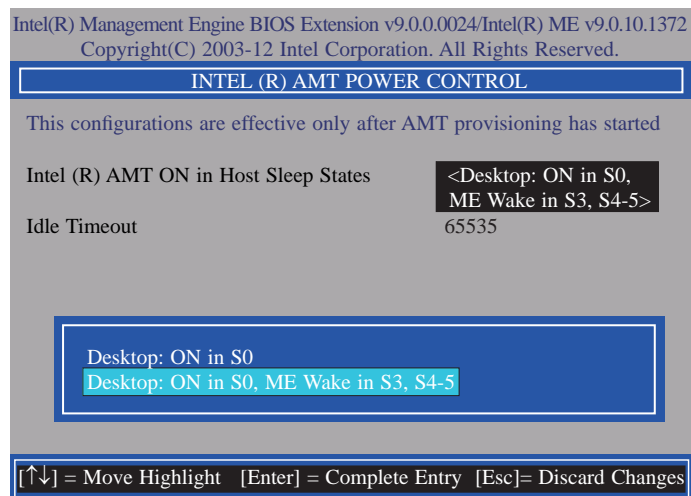 Intel(R) Management Engine BIOS Extension v9.0.0.0024/Intel(R) ME v9.0.10.1372
Copyright(C) 2003-12 Intel Corporation. All Rights Reserved.
INTEL (R) AMT POWER CONTROL
This configurations are effective only after AMT provisioning has started
Intel (R) AMT ON in Host Sleep States <Desktop: ON in S0,
ME Wake in S3, S4-5>
Idle Timeout 65535
Desktop: ON in S0
Desktop: ON in S0, ME Wake in S3, S4-5
[↑↓] = Move Highlight [Enter] = Complete Entry [Esc]= Discard Changes